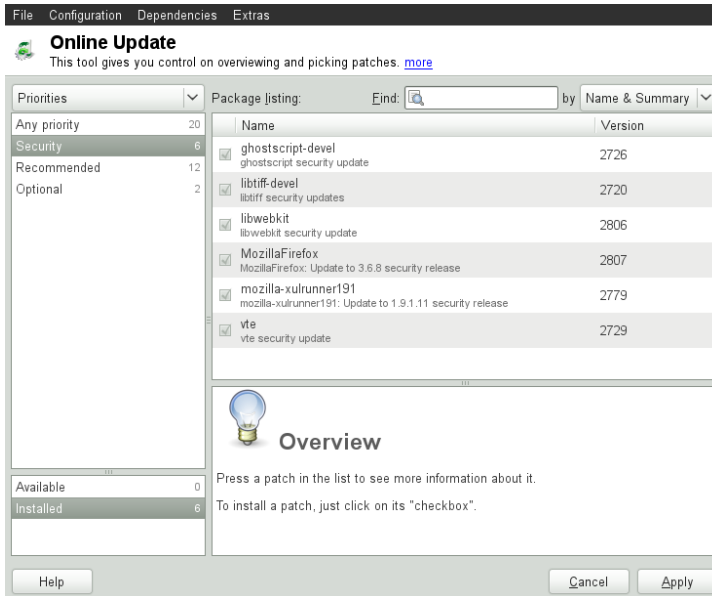 File Configuration Dependencies Extras
Online Update
This tool gives you control on overviewing and picking patches. more
Priorities
Any priority 20
Security 6
Recommended 12
Optional 2
Available 0
Installed 6
Package listing: Find: by Name & Summary
Name Version
ghostscript-devel 2726
ghostscript security update
libtiff-devel 2720
libtiff security updates
libwebkit 2806
libwebkit security update
MozillaFirefox 2807
MozillaFirefox: Update to 3.6.8 security release
mozilla-xulrunner191 2779
mozilla-xulrunner191: Update to 1.9.1.11 security release
vte 2729
vte security update
Overview
Press a patch in the list to see more information about it.
To install a patch, just click on its "checkbox".
Help Cancel Apply